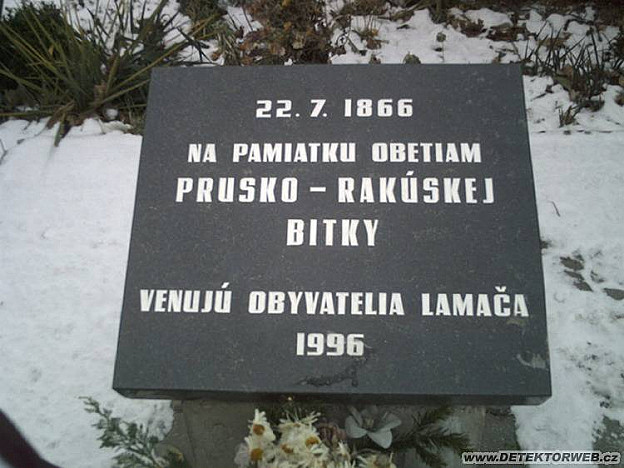 22. 7. 1866
NA PAMIATKU OBETIAM
PRUSKO – RAKÚSKEJ
BITKY
VENUJÚ OBYVATELIA LAMAČA
1996
www.DETEKTORWEB.cz